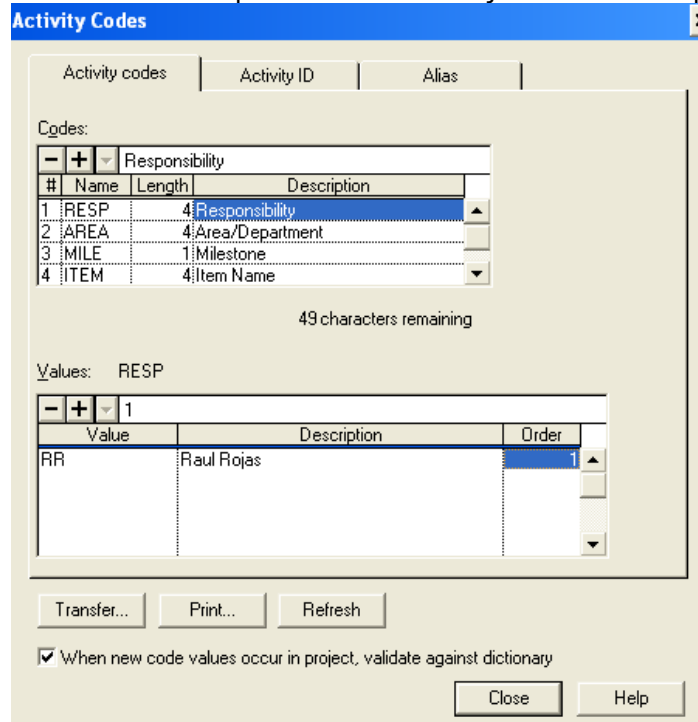 Activity Codes
Activity codes Activity ID Alias
Codes:
Responsibility
# Name Length Description
1 RESP 4 Responsibility
2 AREA 4 Area/Department
3 MILE 1 Milestone
4 ITEM 4 Item Name
49 characters remaining
Values: RESP
1
Value Description Order
RR Raul Rojas 1
Transfer... Print... Refresh
When new code values occur in project, validate against dictionary
Close Help